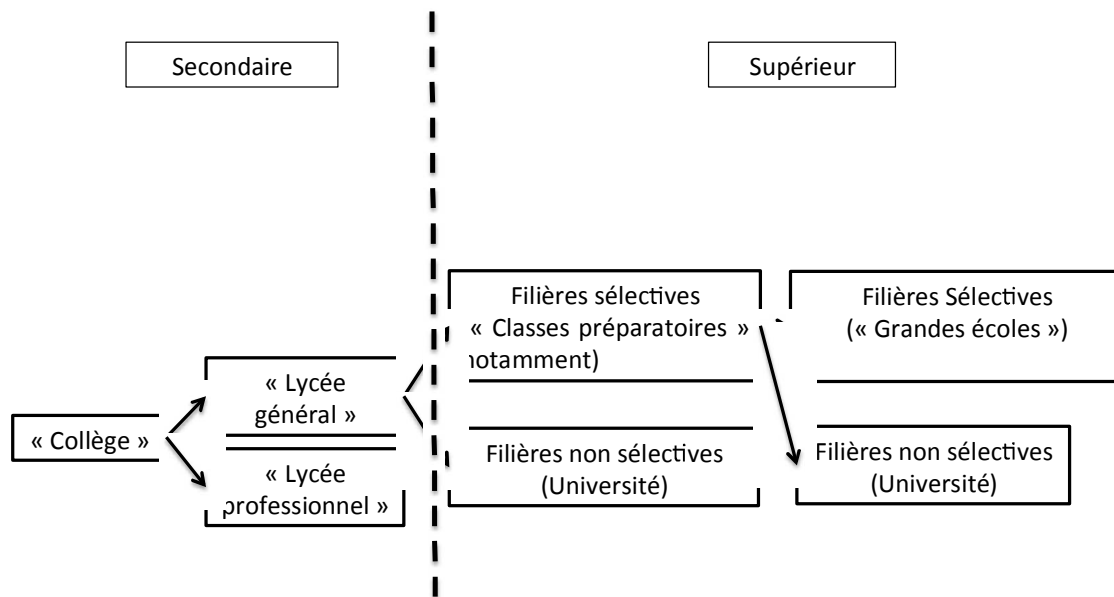 Secondaire
Supérieur
Filières sélectives
« Classes préparatoires »
notamment)
Filières Sélectives
(« Grandes écoles »)
« Lycée
général »
« Collège »
« Lycée
professionnel »
Filières non sélectives
(Université)
Filières non sélectives
(Université)